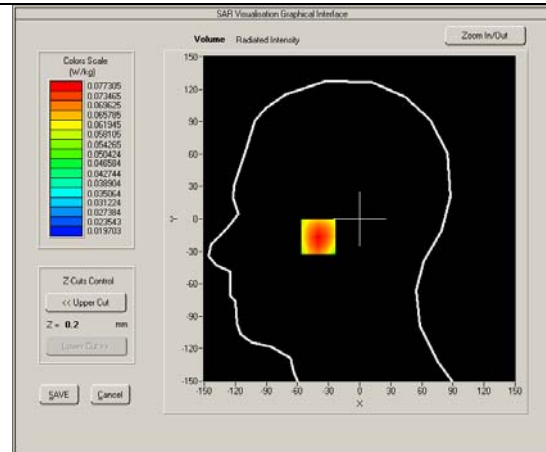 SAR Visualisation Graphical Interface
Volume Radiated Intensity
Zoom In/Out
Colors Scale
(W/kg)
0.077305
0.073465
0.069625
0.065785
0.061945
0.058105
0.054265
0.050424
0.046584
0.042744
0.038904
0.035064
0.031224
0.027384
0.023543
0.019703
Z Cuts Control
<< Upper Cut
Z = 0.2 mm
Lower Cut >>
SAVE
Cancel
150
120
90
60
30
0
-30
-60
-90
-120
-150
Y
-150 -120 -90 -60 -30 0 30 60 90 120 150
X